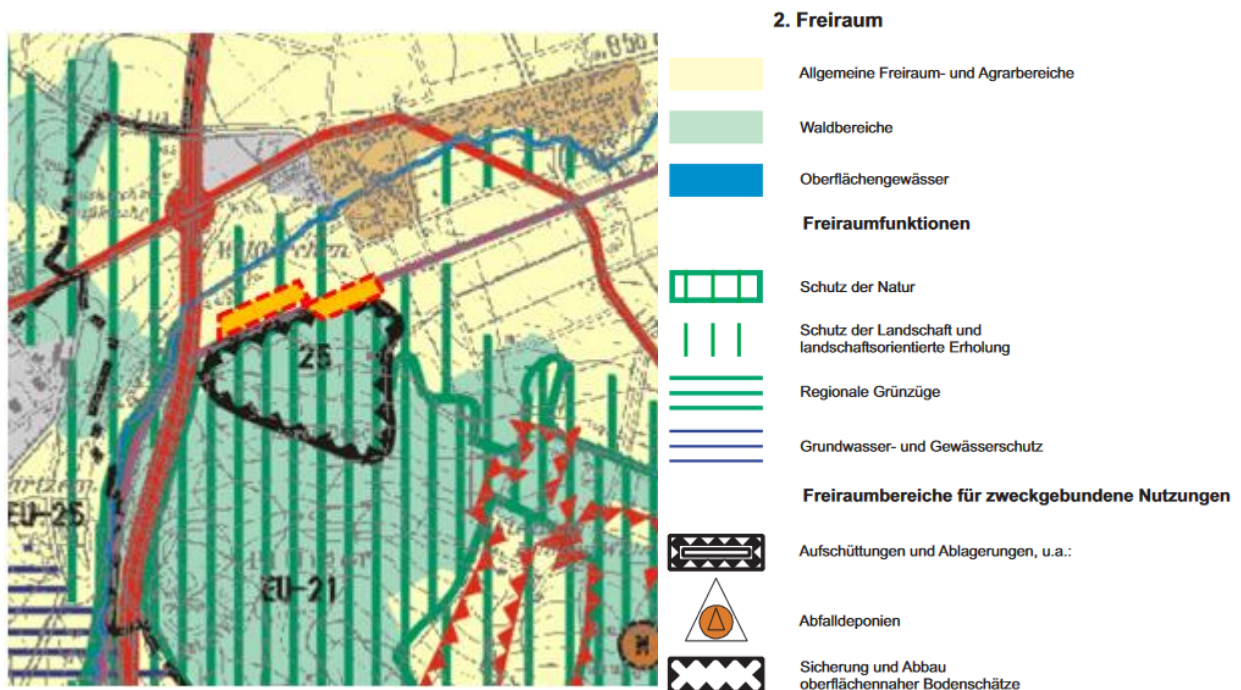 2. Freiraum
Allgemeine Freiraum- und Agrarbereiche
Waldbereiche
Oberflächengewässer
Freiraumfunktionen
Schutz der Natur
Schutz der Landschaft und
landschaftsorientierte Erholung
Regionale Grünzüge
Grundwasser- und Gewässerschutz
Freiraumbereiche für zweckgebundene Nutzungen
Aufschüttungen und Ablagerungen, u.a.:
Abfalldeponien
Sicherung und Abbau
oberflächennaher Bodenschätze
B56
25
EU-25
EU-21